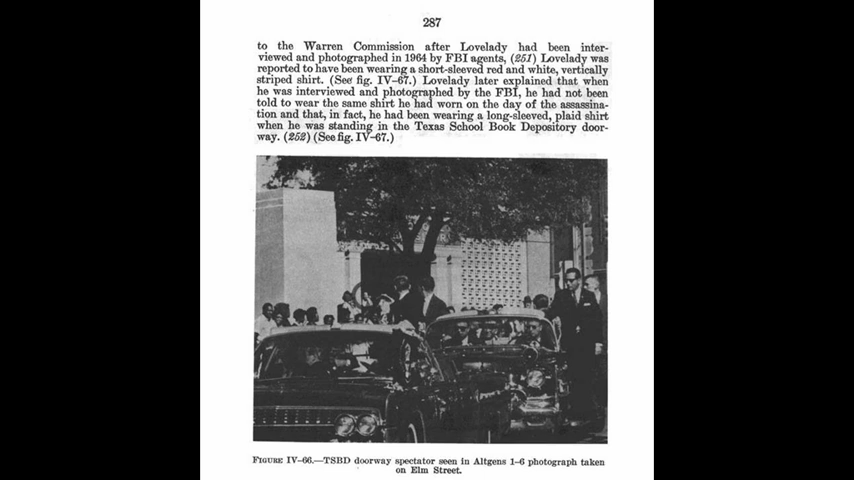 287
to the Warren Commission after Lovelady had been inter-
viewed and photographed in 1964 by FBI agents, (251) Lovelady was
reported to have been wearing a short-sleeved red and white, vertically
striped shirt. (See fig. IV-67.) Lovelady later explained that when
he was interviewed and photographed by the FBI, he had not been
told to wear the same shirt he had worn on the day of the assassina-
tion and that, in fact, he had been wearing a long-sleeved, plaid shirt
when he was standing in the Texas School Book Depository door-
way. (252) (See fig. IV-67.)
FIGURE IV-66.—TSBD doorway spectator seen in Altgens 1-6 photograph taken
on Elm Street.